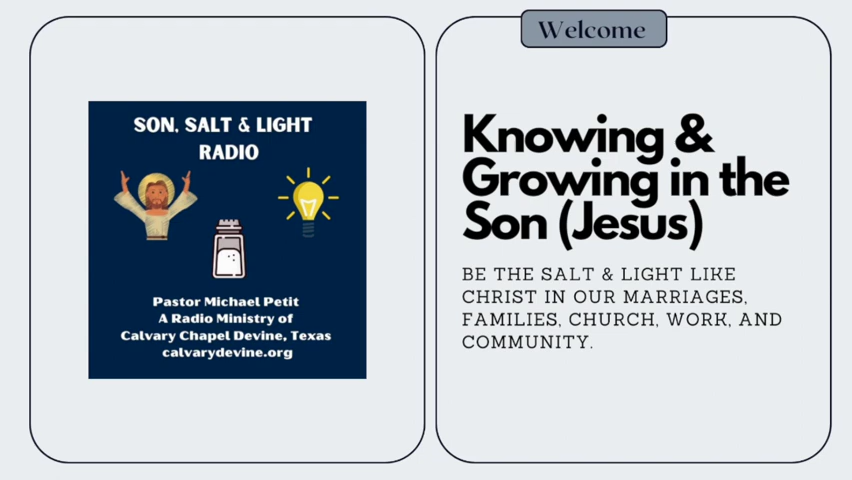 SON, SALT & LIGHT
RADIO
Pastor Michael Petit
A Radio Ministry of
Calvary Chapel Devine, Texas
calvarydevine.org
Welcome
Knowing &
Growing in the
Son (Jesus)
BE THE SALT & LIGHT LIKE
CHRIST IN OUR MARRIAGES,
FAMILIES, CHURCH, WORK, AND
COMMUNITY.